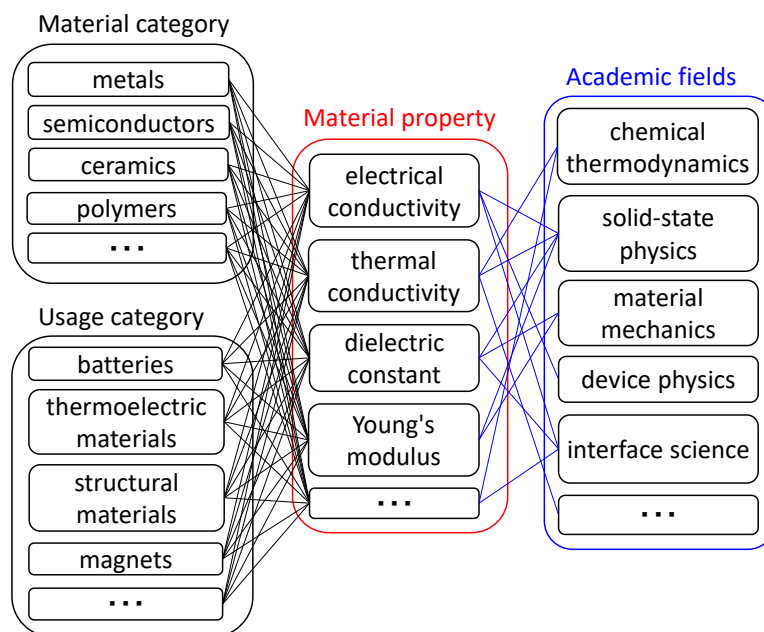 Material category
metals
semiconductors
ceramics
polymers
...
Usage category
batteries
thermoelectric
materials
structural
materials
magnets
...
Material property
electrical
conductivity
thermal
conductivity
dielectric
constant
Young's
modulus
...
Academic fields
chemical
thermodynamics
solid-state
physics
material
mechanics
device physics
interface science
...